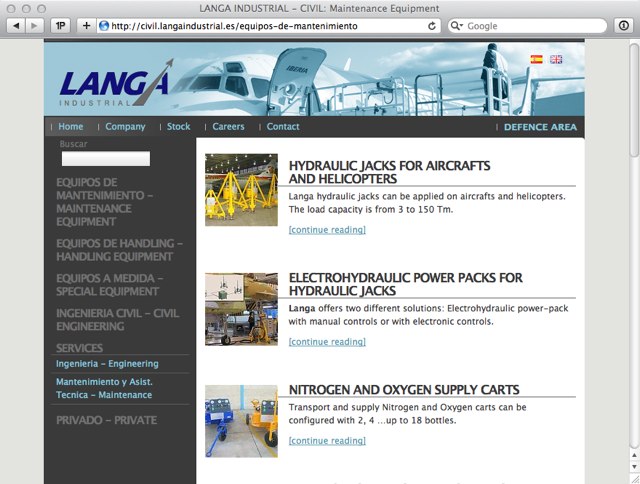 LANGA INDUSTRIAL - CIVIL: Maintenance Equipment
1P
http://civil.langaindustrial.es/equipos-de-mantenimiento
Google
LANGA
INDUSTRIAL
IBERIA
Home
Company
Stock
Careers
Contact
DEFENCE AREA
Buscar
EQUIPOS DE
MANTENIMIENTO -
MAINTENANCE
EQUIPMENT
EQUIPOS DE HANDLING -
HANDLING EQUIPMENT
EQUIPOS A MEDIDA -
SPECIAL EQUIPMENT
INGENIERIA CIVIL - CIVIL
ENGINEERING
SERVICES
Ingenieria - Engineering
Mantenimiento y Asist.
Tecnica - Maintenance
PRIVADO - PRIVATE
HYDRAULIC JACKS FOR AIRCRAFTS
AND HELICOPTERS
Langa hydraulic jacks can be applied on aircrafts and helicopters.
The load capacity is from 3 to 150 Tm.
[continue reading]
ELECTROHYDRAULIC POWER PACKS FOR
HYDRAULIC JACKS
Langa offers two different solutions: Electrohydraulic power-pack
with manual controls or with electronic controls.
[continue reading]
NITROGEN AND OXYGEN SUPPLY CARTS
Transport and supply Nitrogen and Oxygen carts can be
configured with 2, 4 ...up to 18 bottles.
[continue reading]